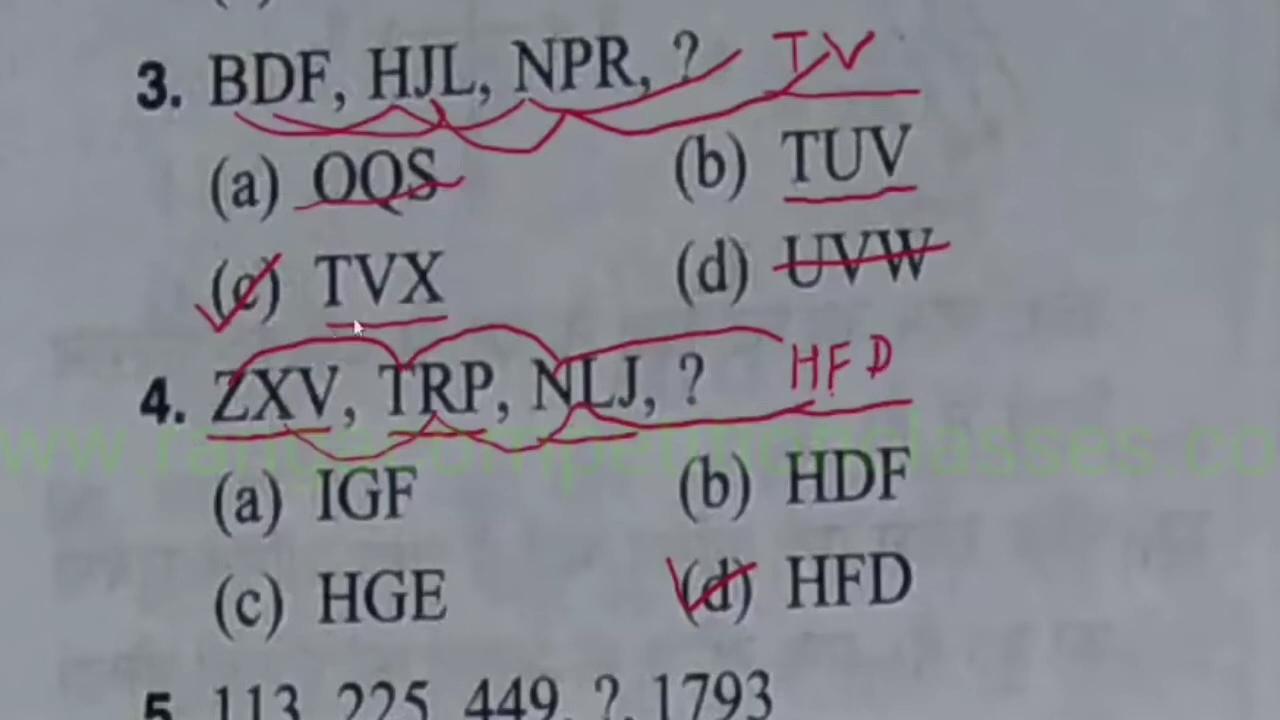 3. BDF, HJL, NPR, ? TV
(a) OQS (b) TUV
(c) TVX (d) UVW
4. ZXV, TRP, NLJ, ? HFD
(a) IGF (b) HDF
(c) HGE (d) HFD
5. 113, 225, 449, ?, 1793